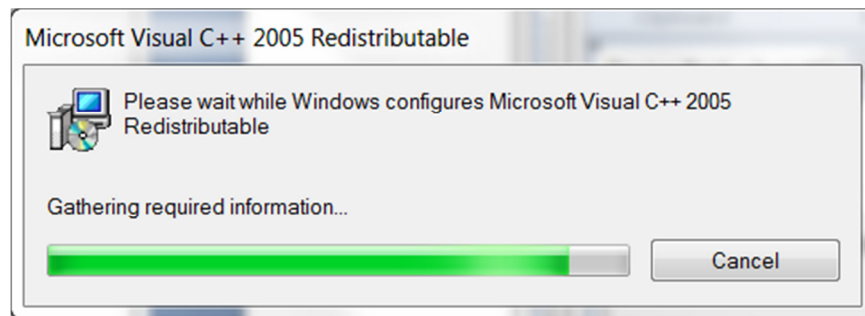 Microsoft Visual C++ 2005 Redistributable
Please wait while Windows configures Microsoft Visual C++ 2005
Redistributable
Gathering required information...
Cancel